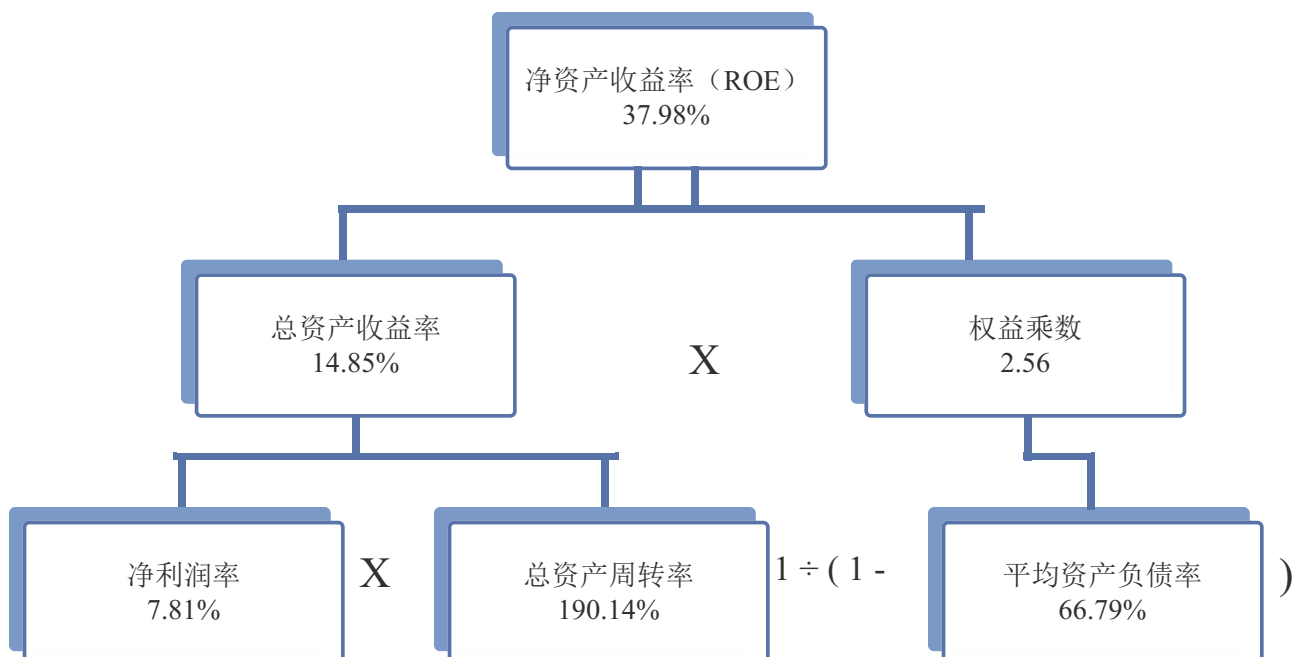 净资产收益率（ROE）
37.98%
总资产收益率
14.85%
X
权益乘数
2.56
净利润率
7.81%
X
总资产周转率
190.14%
1 ÷ ( 1 -
平均资产负债率
66.79%
)